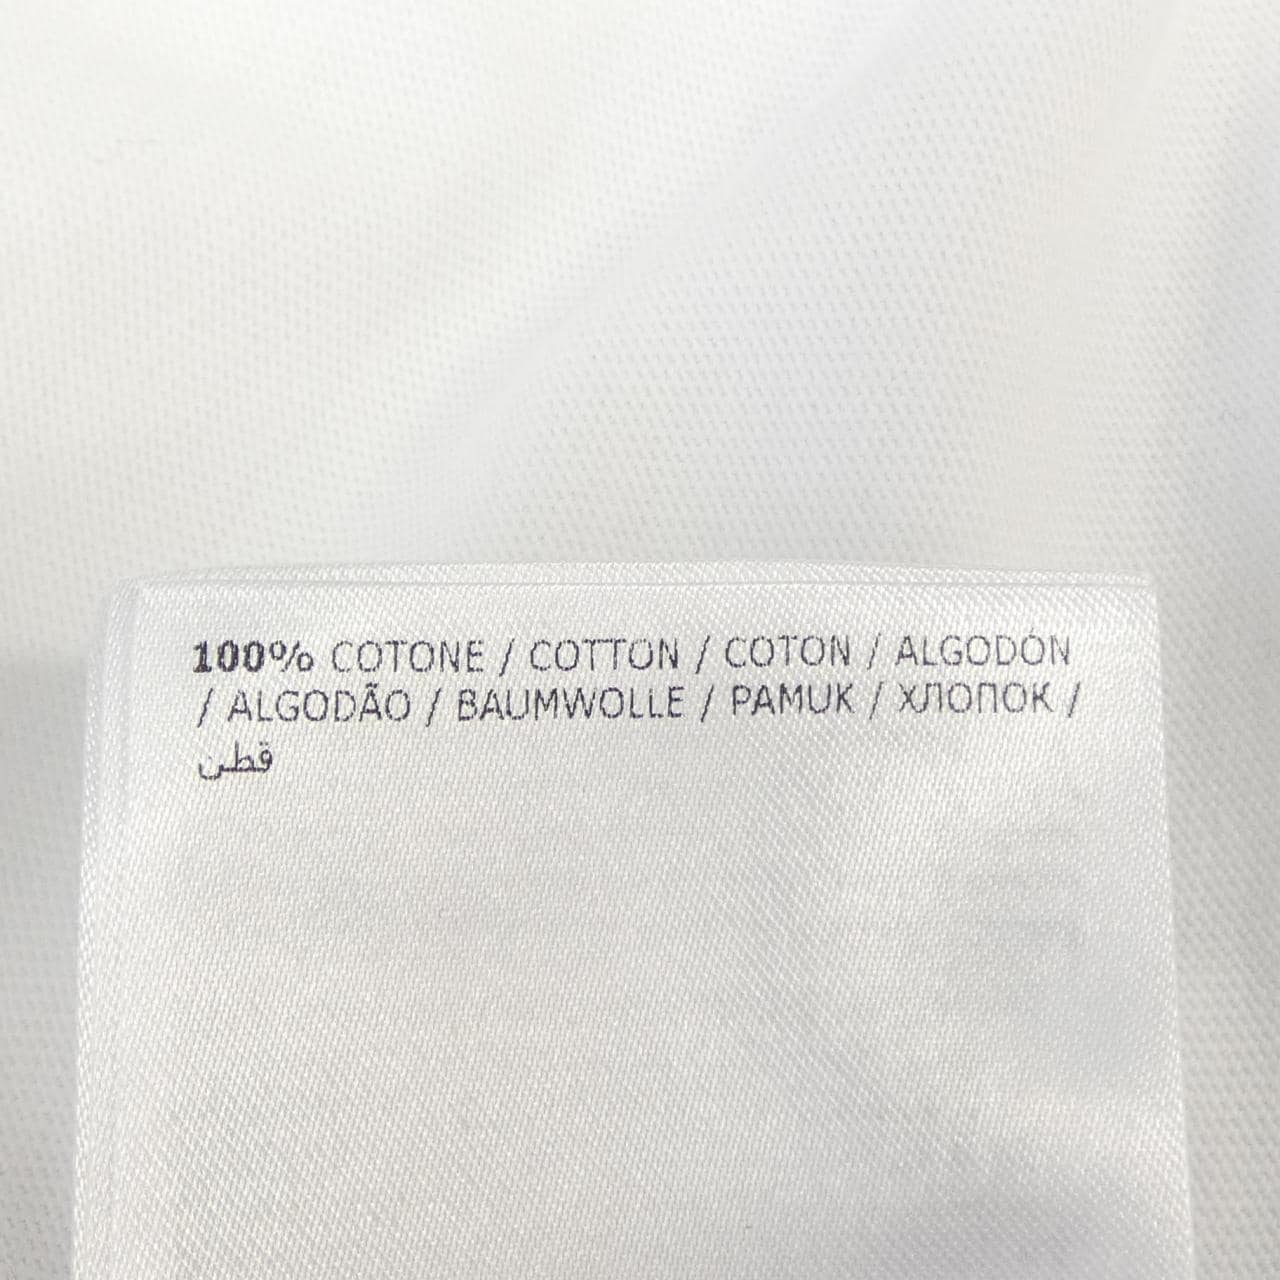 100% COTONE / COTTON / COTON / ALGODÓN
/ ALGODÃO / BAUMWOLLE / PAMUK / ХЛОПОК /
قطن